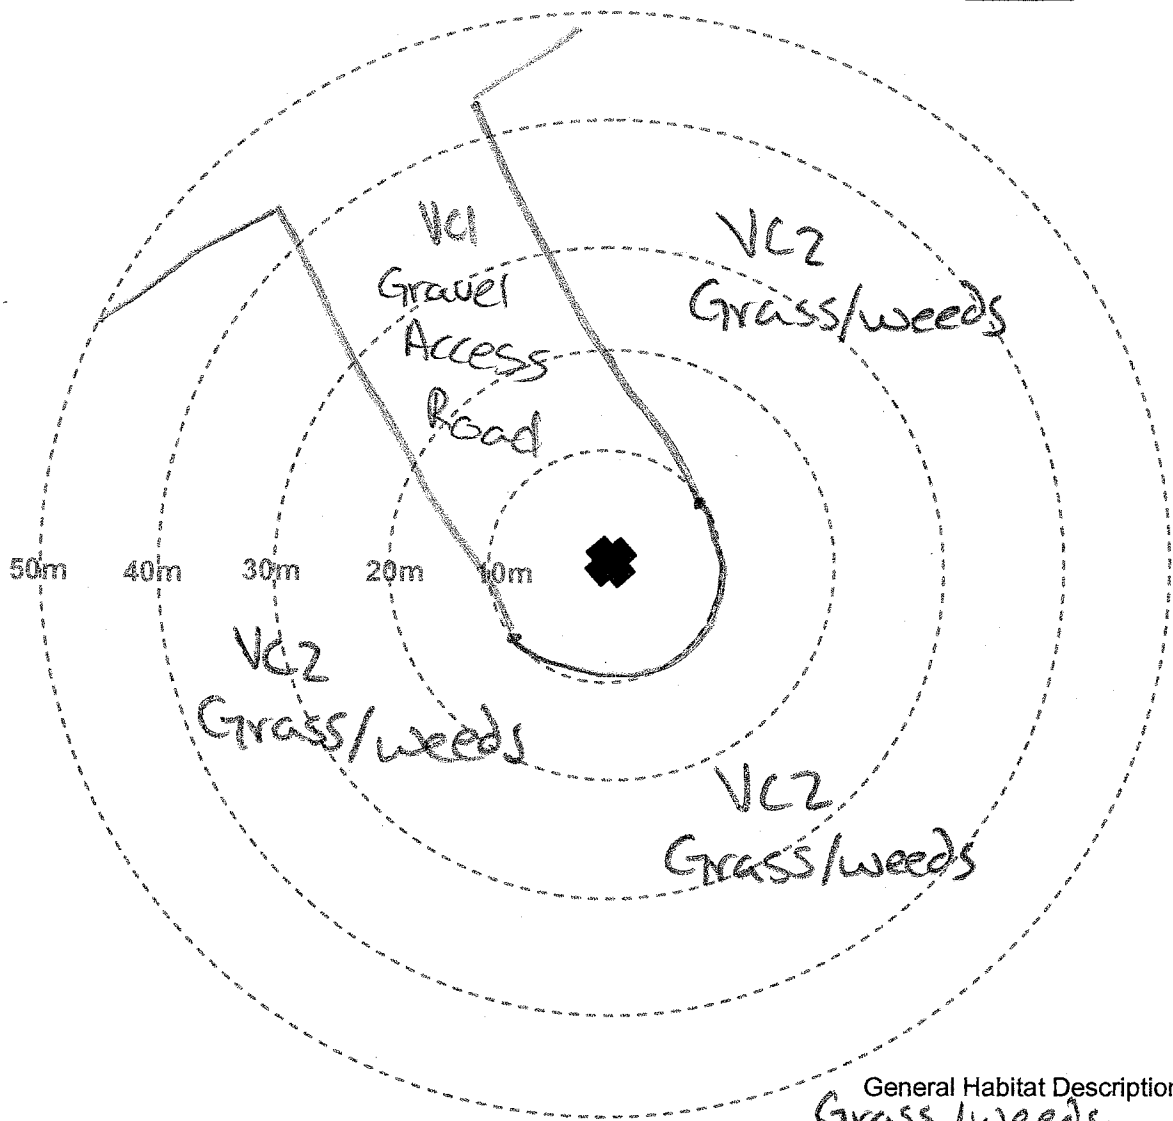 VC1
Gravel
Access
Road
VC2
Grass/weeds
50m 40m 30m 20m 10m
VC2
Grass/weeds
VC2
Grass/weeds
General Habitat Description
Grass/weeds